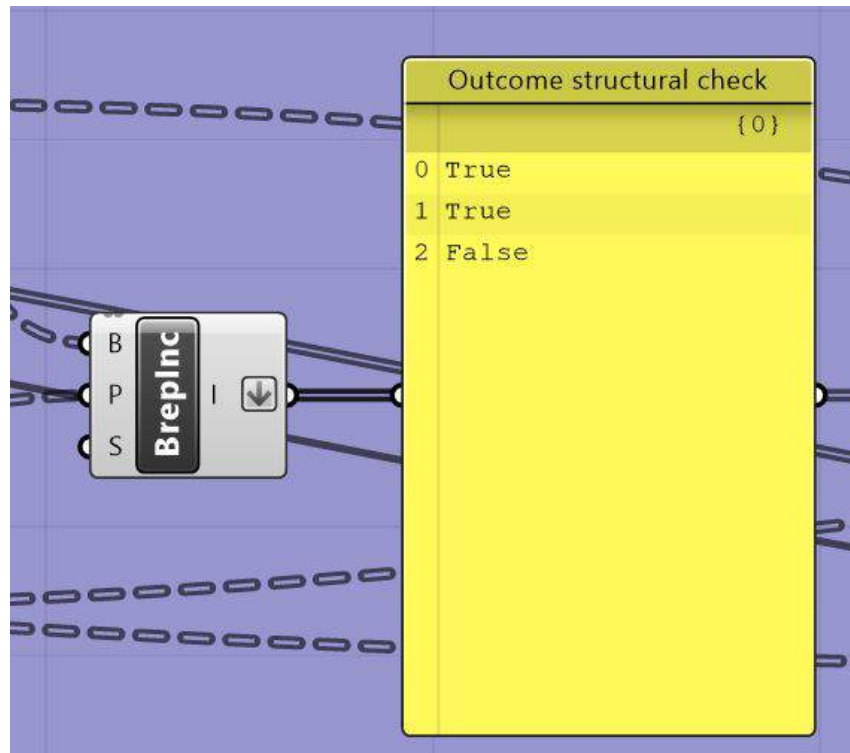 Outcome structural check
{0}
0 True
1 True
2 False
B
P
S
BrepInc
I